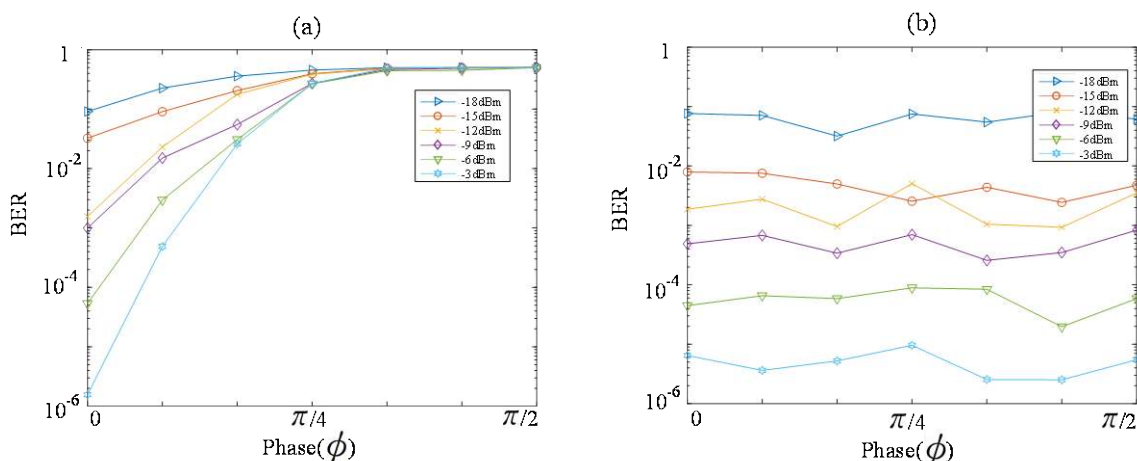 (a)
1
10-2
10-4
10-6
BER
0
π/4
π/2
Phase(ϕ)
-18dBm
-15dBm
-12dBm
-9dBm
-6dBm
-3dBm
(b)
1
10-2
10-4
10-6
BER
0
π/4
π/2
Phase(ϕ)
-18dBm
-15dBm
-12dBm
-9dBm
-6dBm
-3dBm